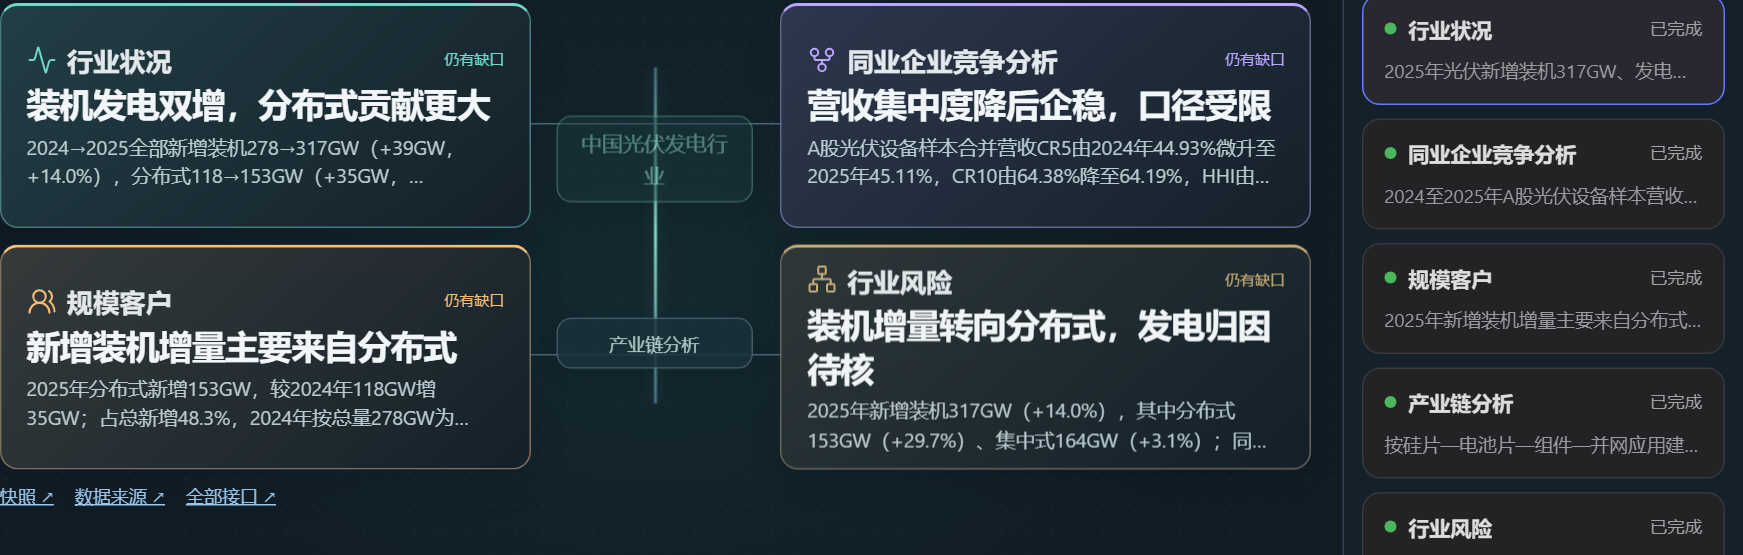 行业状况
仍有缺口
装机发电双增，分布式贡献更大
2024→2025全部新增装机278→317GW（+39GW，
+14.0%），分布式118→153GW（+35GW，...
规模客户
仍有缺口
新增装机增量主要来自分布式
2025年分布式新增153GW，较2024年118GW增
35GW；占总新增48.3%，2024年按总量278GW为...
快照 ↗ 数据来源 ↗ 全部接口 ↗
中国光伏发电行
业
产业链分析
同业企业竞争分析
仍有缺口
营收集中度降后企稳，口径受限
A股光伏设备样本合并营收CR5由2024年44.93%微升至
2025年45.11%，CR10由64.38%降至64.19%，HHI由...
行业风险
仍有缺口
装机增量转向分布式，发电归因
待核
2025年新增装机317GW（+14.0%），其中分布式
153GW（+29.7%）、集中式164GW（+3.1%）；同...
行业状况
已完成
2025年光伏新增装机317GW、发电...
同业企业竞争分析
已完成
2024至2025年A股光伏设备样本营收...
规模客户
已完成
2025年新增装机增量主要来自分布式...
产业链分析
已完成
按硅片—电池片—组件—并网应用建...
行业风险
已完成